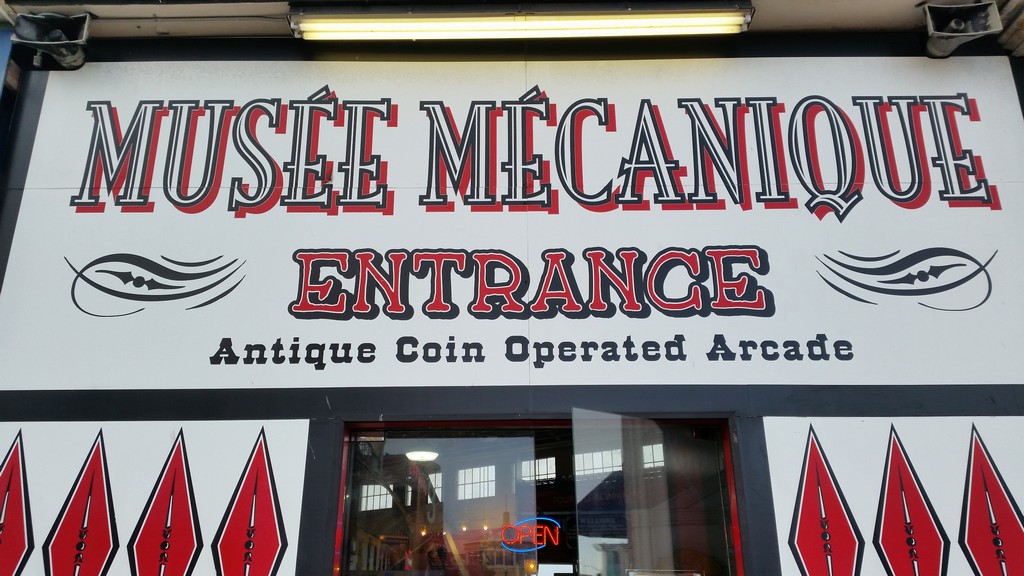 MUSÉE MÉCANIQUE
ENTRANCE
Antique Coin Operated Arcade
OPEN